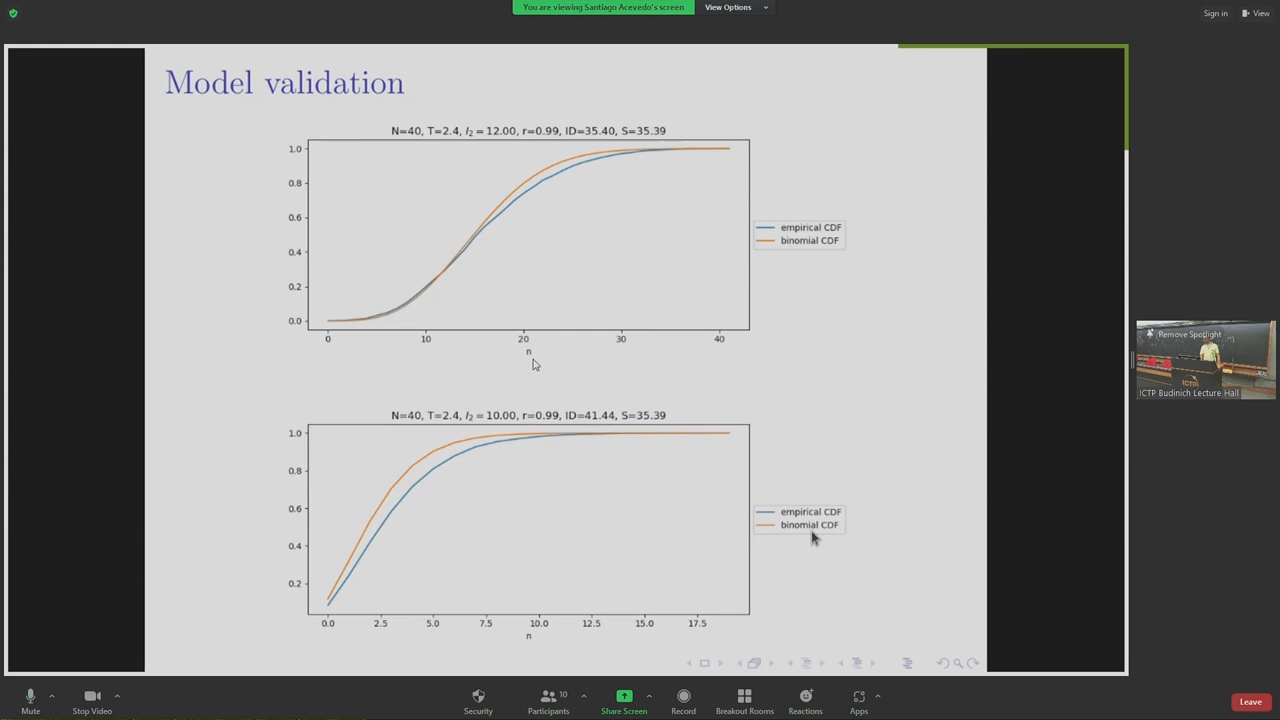 You are viewing Santiago Acevedo's screen
View Options
Sign in
View
Model validation
N=40, T=2.4, l₂ = 12.00, r=0.99, ID=35.40, S=35.39
1.0
0.8
0.6
0.4
0.2
0.0
0 10 20 30 40
n
empirical CDF
binomial CDF
N=40, T=2.4, l₂ = 10.00, r=0.99, ID=41.44, S=35.39
1.0
0.8
0.6
0.4
0.2
0.0 2.5 5.0 7.5 10.0 12.5 15.0 17.5
n
empirical CDF
binomial CDF
Remove Spotlight
ICTP
ICTP Budinich Lecture Hall
Mute
Stop Video
Security
10
Participants
Share Screen
Record
Breakout Rooms
Reactions
Apps
Leave